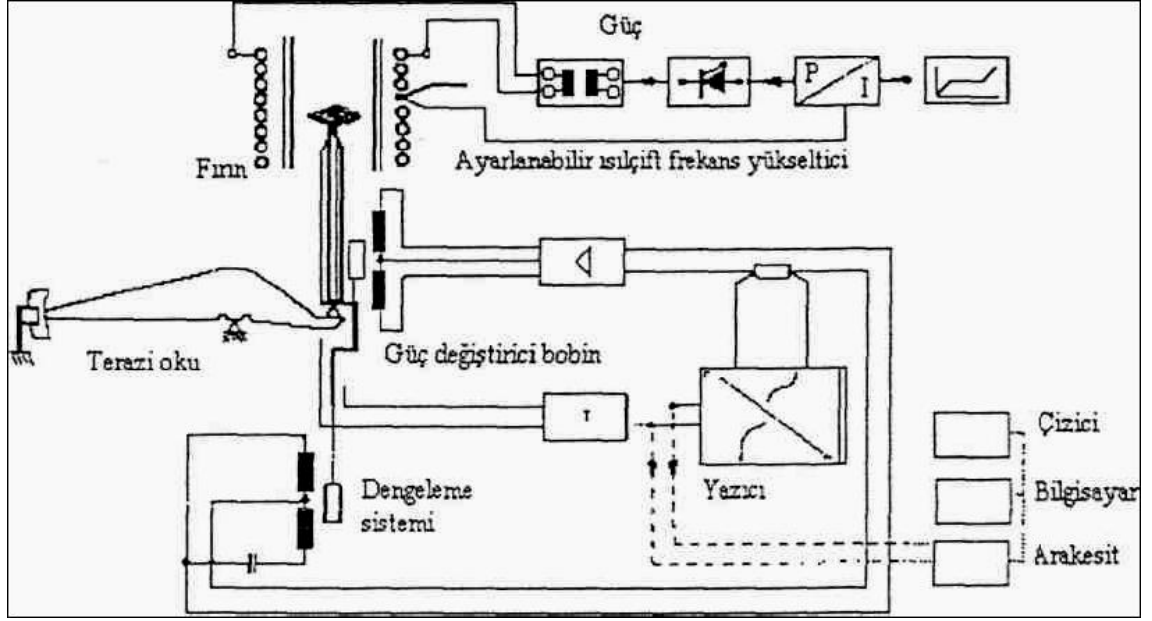 Güç
P
I
Fırın
Ayarlanabilir ısılçift frekans yükseltici
Terazi oku
Güç değiştirici bobin
T
Çizici
Dengeleme
sistemi
Yazıcı
Bilgisayar
Arakesit